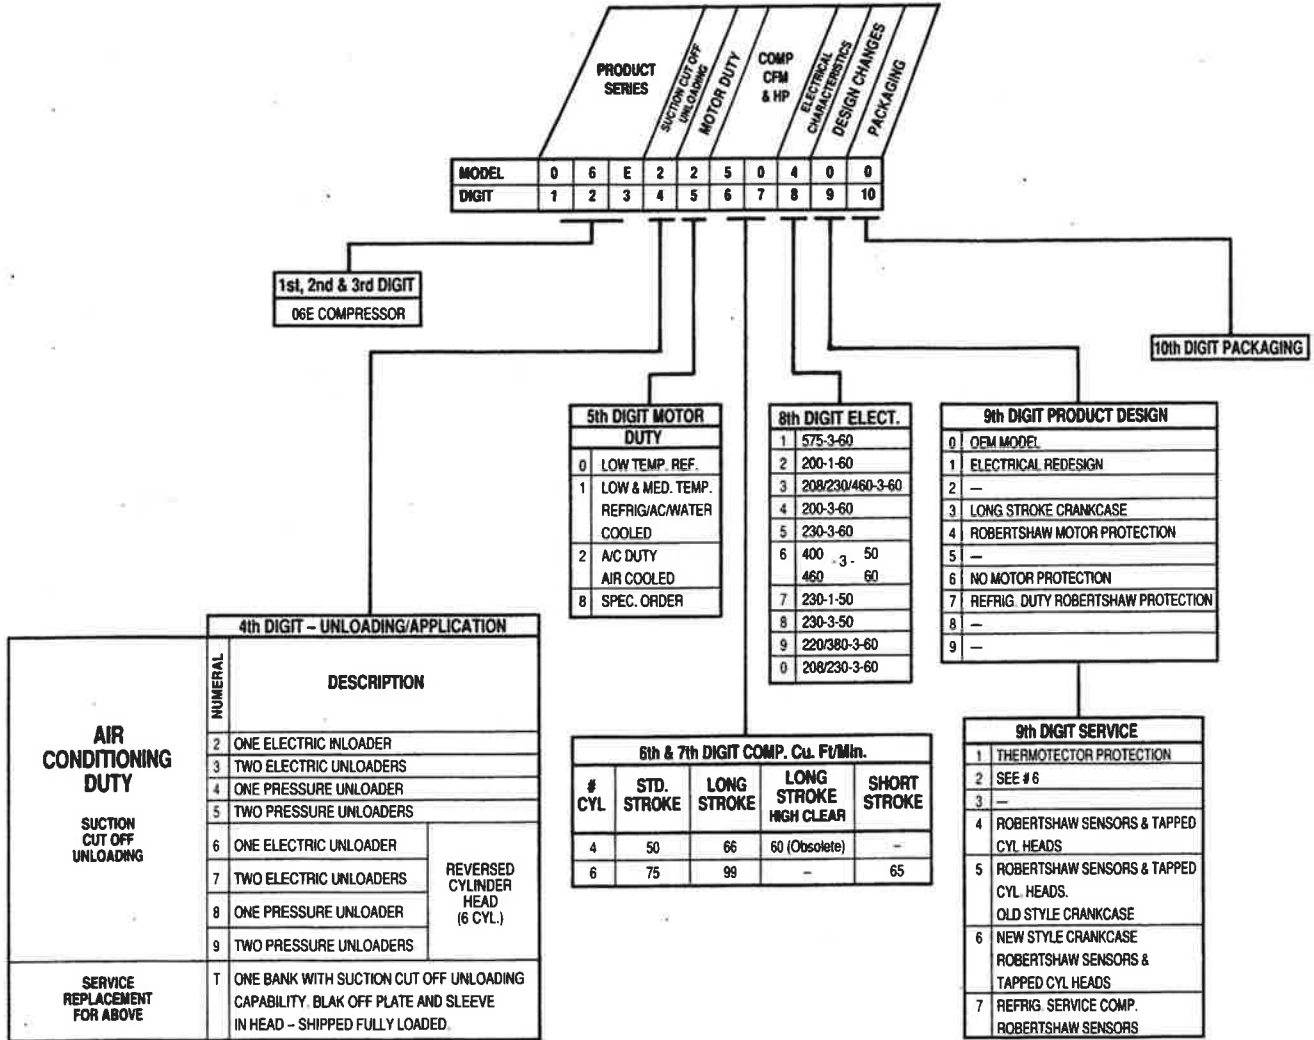 PRODUCT
SERIES
SUCTION CUT OFF
UNLOADING
MOTOR DUTY
COMP
CFM
& HP
ELECTRICAL
CHARACTERISTICS
DESIGN CHANGES
PACKAGING
MODEL 0 6 E 2 2 5 0 4 0 0
DIGIT 1 2 3 4 5 6 7 8 9 10
1st, 2nd & 3rd DIGIT
06E COMPRESSOR
10th DIGIT PACKAGING
5th DIGIT MOTOR
DUTY
0 LOW TEMP. REF.
1 LOW & MED. TEMP.
REFRIG/AC/WATER
COOLED
2 A/C DUTY
AIR COOLED
8 SPEC. ORDER
8th DIGIT ELECT.
1 575-3-60
2 200-1-60
3 208/230/460-3-60
4 200-3-60
5 230-3-60
6 400 - 3 - 50
460 60
7 230-1-50
8 230-3-50
9 220/380-3-60
0 208/230-3-60
9th DIGIT PRODUCT DESIGN
0 OEM MODEL
1 ELECTRICAL REDESIGN
2 —
3 LONG STROKE CRANKCASE
4 ROBERTSHAW MOTOR PROTECTION
5 —
6 NO MOTOR PROTECTION
7 REFRIG. DUTY ROBERTSHAW PROTECTION
8 —
9 —
4th DIGIT – UNLOADING/APPLICATION
NUMERAL
DESCRIPTION
AIR
CONDITIONING
DUTY
SUCTION
CUT OFF
UNLOADING
2 ONE ELECTRIC INLOADER
3 TWO ELECTRIC UNLOADERS
4 ONE PRESSURE UNLOADER
5 TWO PRESSURE UNLOADERS
6 ONE ELECTRIC UNLOADER
7 TWO ELECTRIC UNLOADERS
8 ONE PRESSURE UNLOADER
9 TWO PRESSURE UNLOADERS
REVERSED
CYLINDER
HEAD
(6 CYL.)
SERVICE
REPLACEMENT
FOR ABOVE
T ONE BANK WITH SUCTION CUT OFF UNLOADING
CAPABILITY. BLAK OFF PLATE AND SLEEVE
IN HEAD – SHIPPED FULLY LOADED.
6th & 7th DIGIT COMP. Cu. Ft/Min.
# CYL
STD. STROKE
LONG STROKE
LONG STROKE HIGH CLEAR
SHORT STROKE
4 50 66 60 (Obsolete) -
6 75 99 – 65
9th DIGIT SERVICE
1 THERMOTECTOR PROTECTION
2 SEE # 6
3 —
4 ROBERTSHAW SENSORS & TAPPED
CYL HEADS
5 ROBERTSHAW SENSORS & TAPPED
CYL. HEADS.
OLD STYLE CRANKCASE
6 NEW STYLE CRANKCASE
ROBERTSHAW SENSORS &
TAPPED CYL HEADS
7 REFRIG. SERVICE COMP.
ROBERTSHAW SENSORS